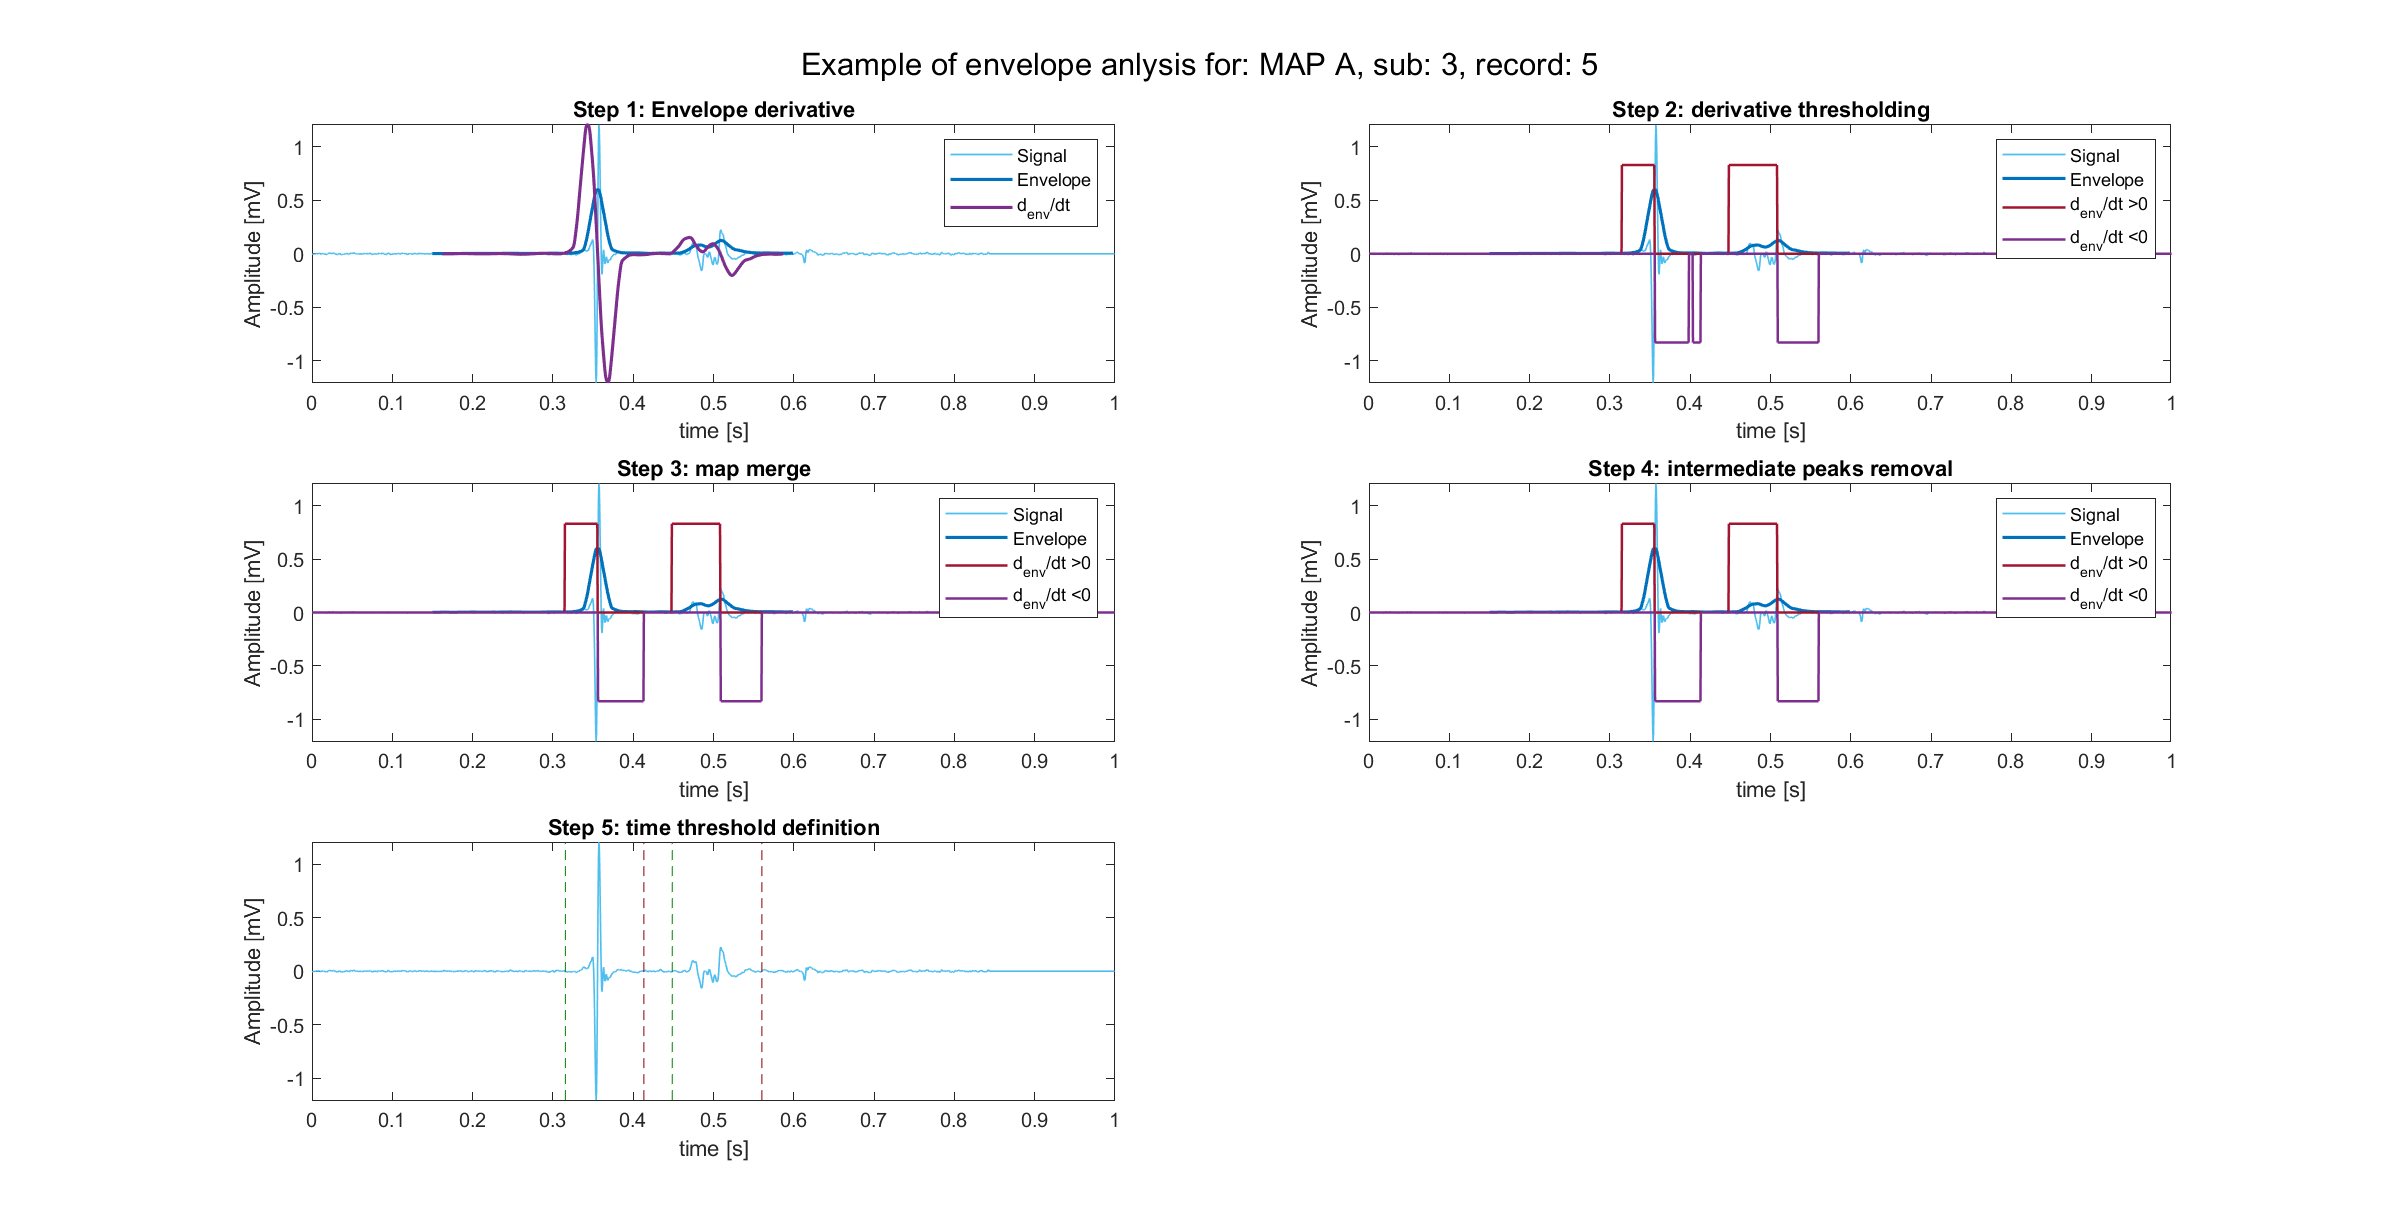 Example of envelope anlysis for: MAP A, sub: 3, record: 5
Step 1: Envelope derivative
Amplitude [mV]
1
0.5
0
-0.5
-1
0 0.1 0.2 0.3 0.4 0.5 0.6 0.7 0.8 0.9 1
time [s]
Signal
Envelope
d_env/dt
Step 2: derivative thresholding
Amplitude [mV]
1
0.5
0
-0.5
-1
0 0.1 0.2 0.3 0.4 0.5 0.6 0.7 0.8 0.9 1
time [s]
Signal
Envelope
d_env/dt >0
d_env/dt <0
Step 3: map merge
Amplitude [mV]
1
0.5
0
-0.5
-1
0 0.1 0.2 0.3 0.4 0.5 0.6 0.7 0.8 0.9 1
time [s]
Signal
Envelope
d_env/dt >0
d_env/dt <0
Step 4: intermediate peaks removal
Amplitude [mV]
1
0.5
0
-0.5
-1
0 0.1 0.2 0.3 0.4 0.5 0.6 0.7 0.8 0.9 1
time [s]
Signal
Envelope
d_env/dt >0
d_env/dt <0
Step 5: time threshold definition
Amplitude [mV]
1
0.5
0
-0.5
-1
0 0.1 0.2 0.3 0.4 0.5 0.6 0.7 0.8 0.9 1
time [s]